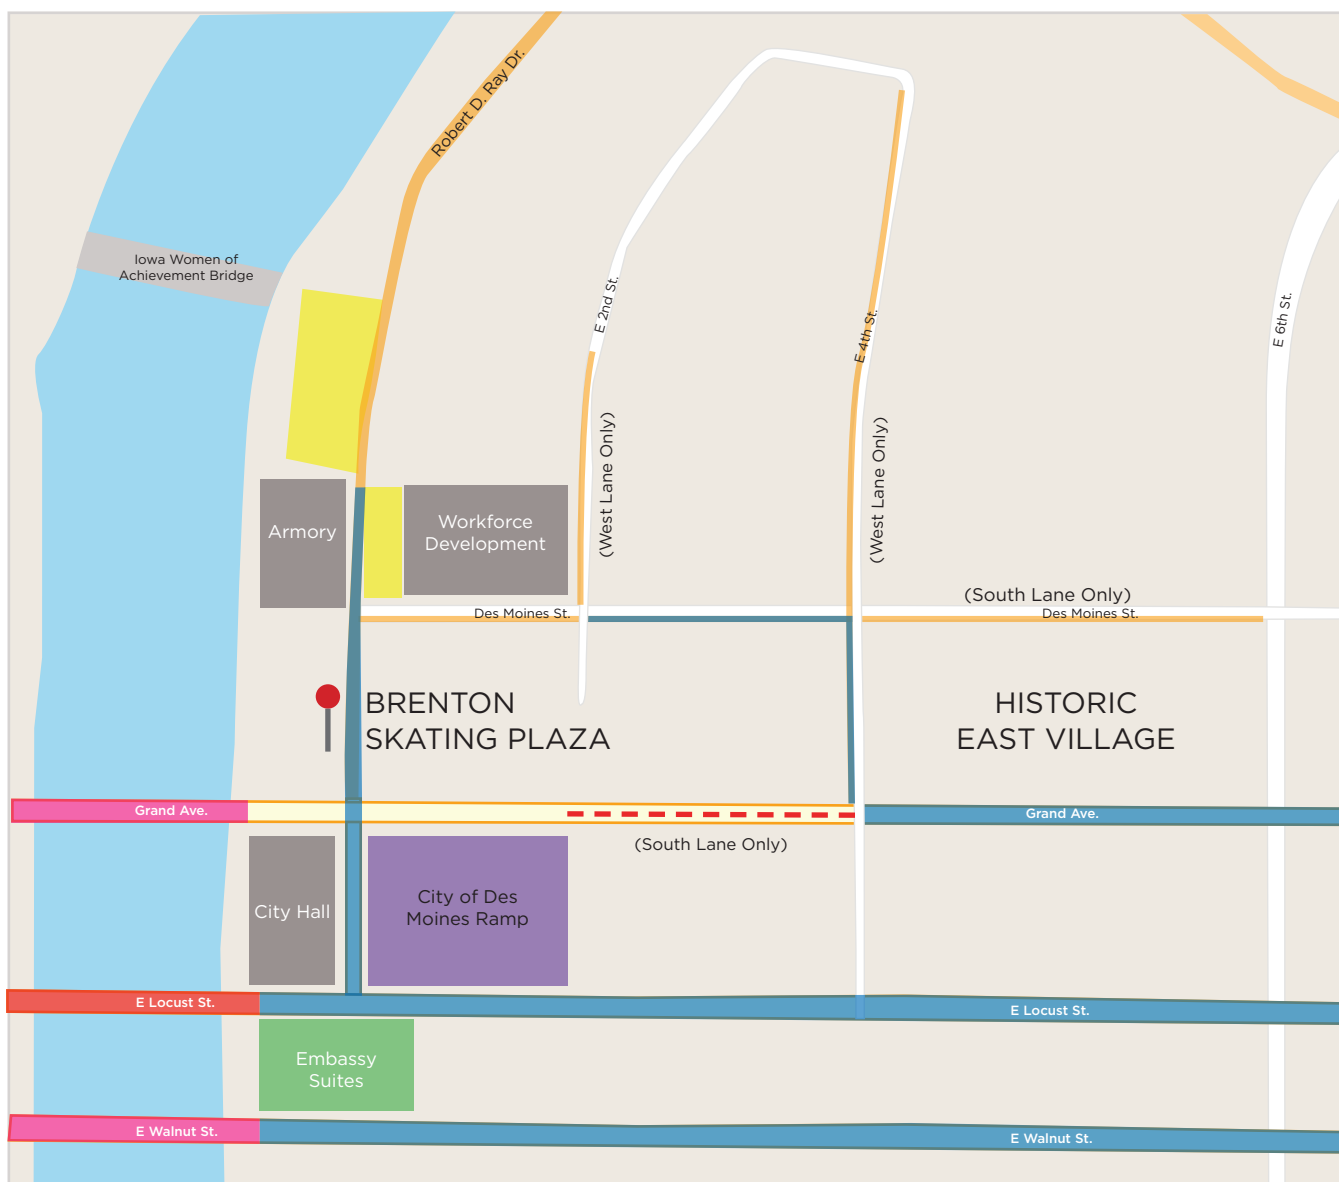 Robert D. Ray Dr.
Iowa Women of
Achievement Bridge
E 2nd St.
E 4th St.
E 6th St.
(West Lane Only)
(West Lane Only)
Armory
Workforce
Development
(South Lane Only)
Des Moines St.
Des Moines St.
BRENTON
SKATING PLAZA
HISTORIC
EAST VILLAGE
Grand Ave.
Grand Ave.
(South Lane Only)
City Hall
City of Des
Moines Ramp
E Locust St.
E Locust St.
Embassy
Suites
E Walnut St.
E Walnut St.